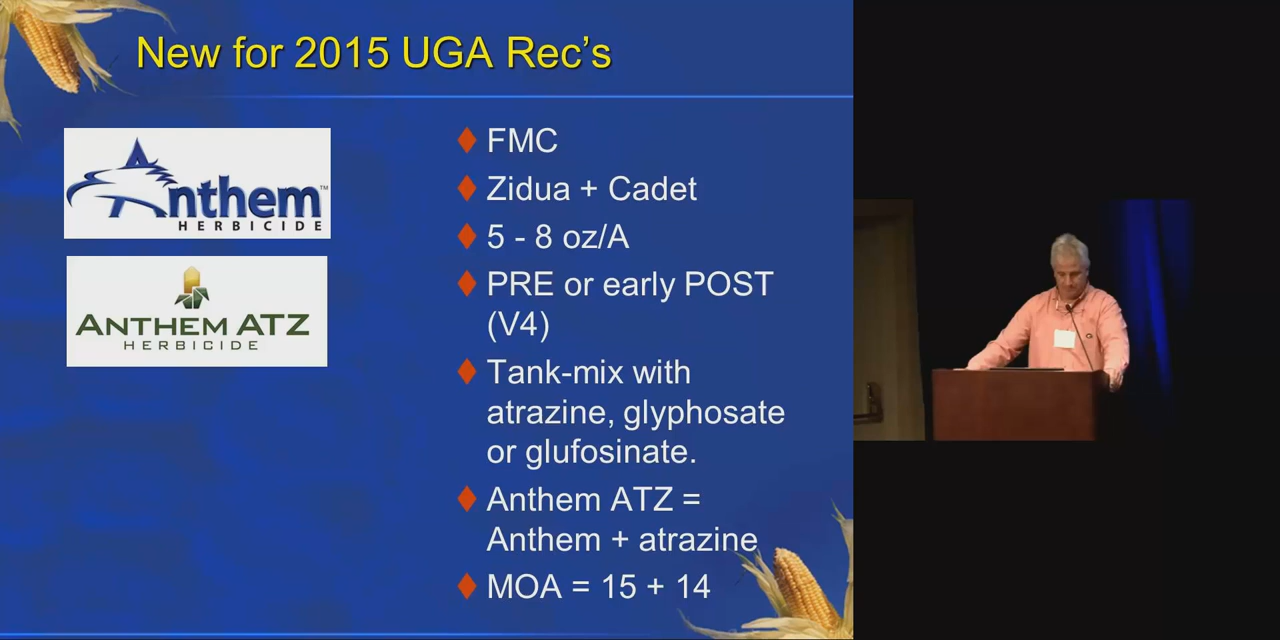 New for 2015 UGA Rec's
Anthem™
HERBICIDE
ANTHEM ATZ
HERBICIDE
FMC
Zidua + Cadet
5 - 8 oz/A
PRE or early POST
(V4)
Tank-mix with
atrazine, glyphosate
or glufosinate.
Anthem ATZ =
Anthem + atrazine
MOA = 15 + 14